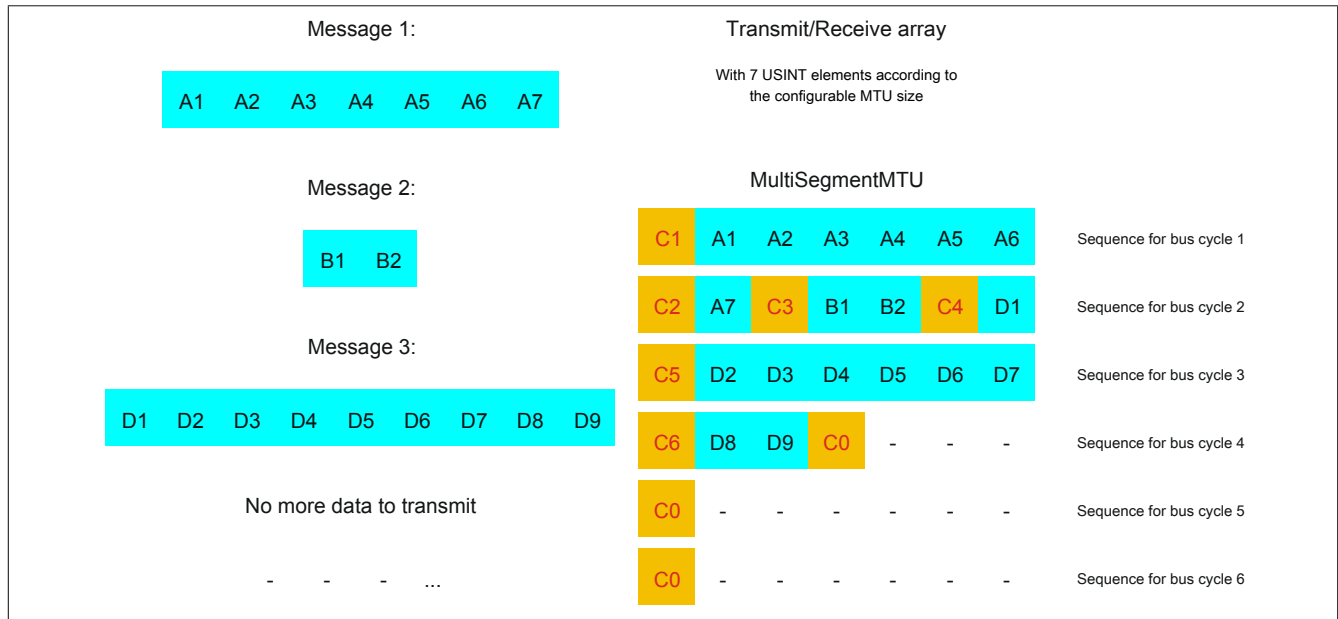 Message 1:
A1 A2 A3 A4 A5 A6 A7
Message 2:
B1 B2
Message 3:
D1 D2 D3 D4 D5 D6 D7 D8 D9
No more data to transmit
- - - ...
Transmit/Receive array
With 7 USINT elements according to
the configurable MTU size
MultiSegmentMTU
C1 A1 A2 A3 A4 A5 A6 Sequence for bus cycle 1
C2 A7 C3 B1 B2 C4 D1 Sequence for bus cycle 2
C5 D2 D3 D4 D5 D6 D7 Sequence for bus cycle 3
C6 D8 D9 C0 - - - Sequence for bus cycle 4
C0 - - - - - - Sequence for bus cycle 5
C0 - - - - - - Sequence for bus cycle 6